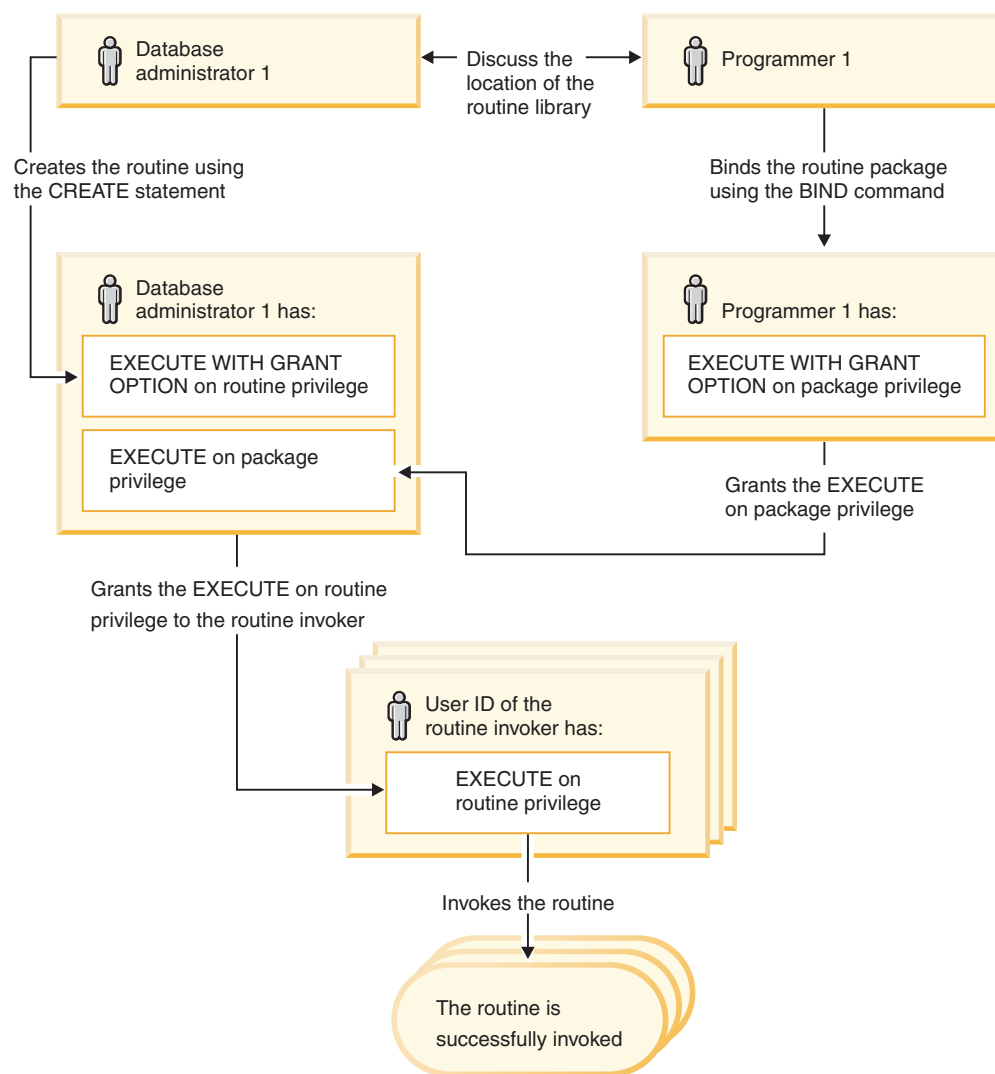 Database
administrator 1
Discuss the
location of the
routine library
Programmer 1
Creates the routine using
the CREATE statement
Binds the routine package
using the BIND command
Database
administrator 1 has:
EXECUTE WITH GRANT
OPTION on routine privilege
EXECUTE on package
privilege
Programmer 1 has:
EXECUTE WITH GRANT
OPTION on package privilege
Grants the EXECUTE
on package privilege
Grants the EXECUTE on routine
privilege to the routine invoker
User ID of the
routine invoker has:
EXECUTE on
routine privilege
Invokes the routine
The routine is
successfully invoked